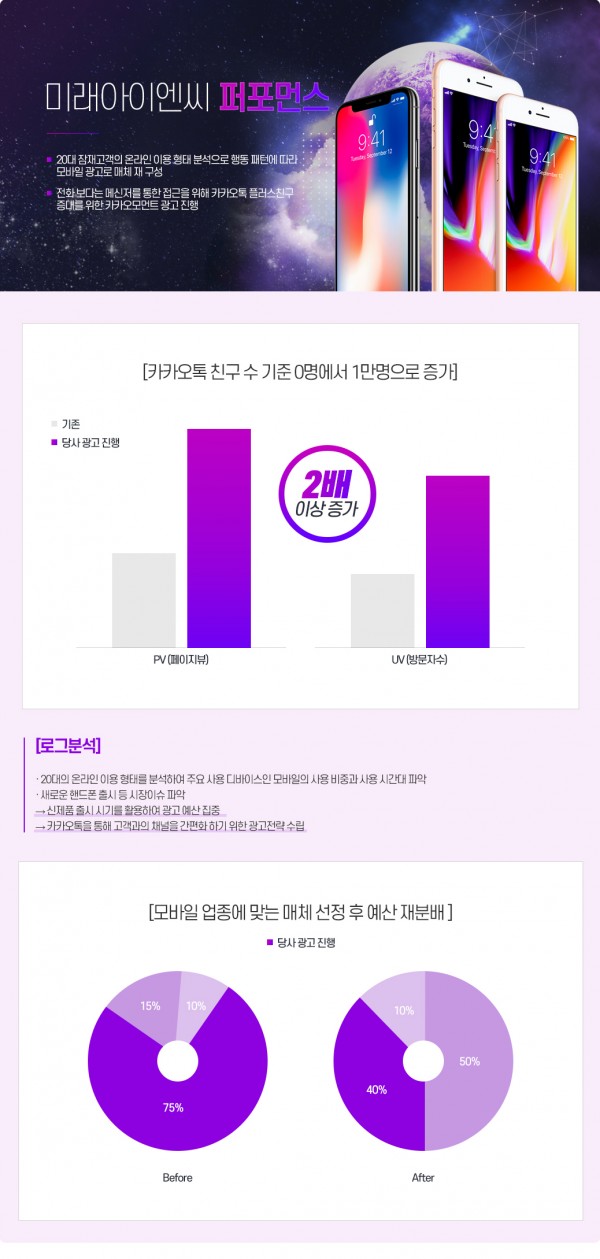 미래아이엔씨 퍼포먼스
20대 잠재고객의 온라인 이용 형태 분석으로 행동 패턴에 따라
모바일 광고로 매체 재 구성
전화 보다는 메신저를 통한 접근을 위해 카카오톡 플러스친구
증대를 위한 카카오모먼트 광고 진행
9:41
Tuesday, September 12
9:41
Tuesday, September 12
9:41
Tuesday, September 12
[카카오톡 친구 수 기준 0명에서 1만명으로 증가]
기존
당사 광고 진행
2배
이상 증가
PV (페이지뷰)
UV (방문자수)
[로그분석]
· 20대의 온라인 이용 형태를 분석하여 주요 사용 디바이스인 모바일의 사용 비중과 사용 시간대 파악
· 새로운 핸드폰 출시 등 시장이슈 파악
→ 신제품 출시 시기를 활용하여 광고 예산 집중
→ 카카오톡을 통해 고객과의 채널을 간편화 하기 위한 광고전략 수립
[모바일 업종에 맞는 매체 선정 후 예산 재분배 ]
당사 광고 진행
15%
10%
75%
10%
50%
40%
Before
After